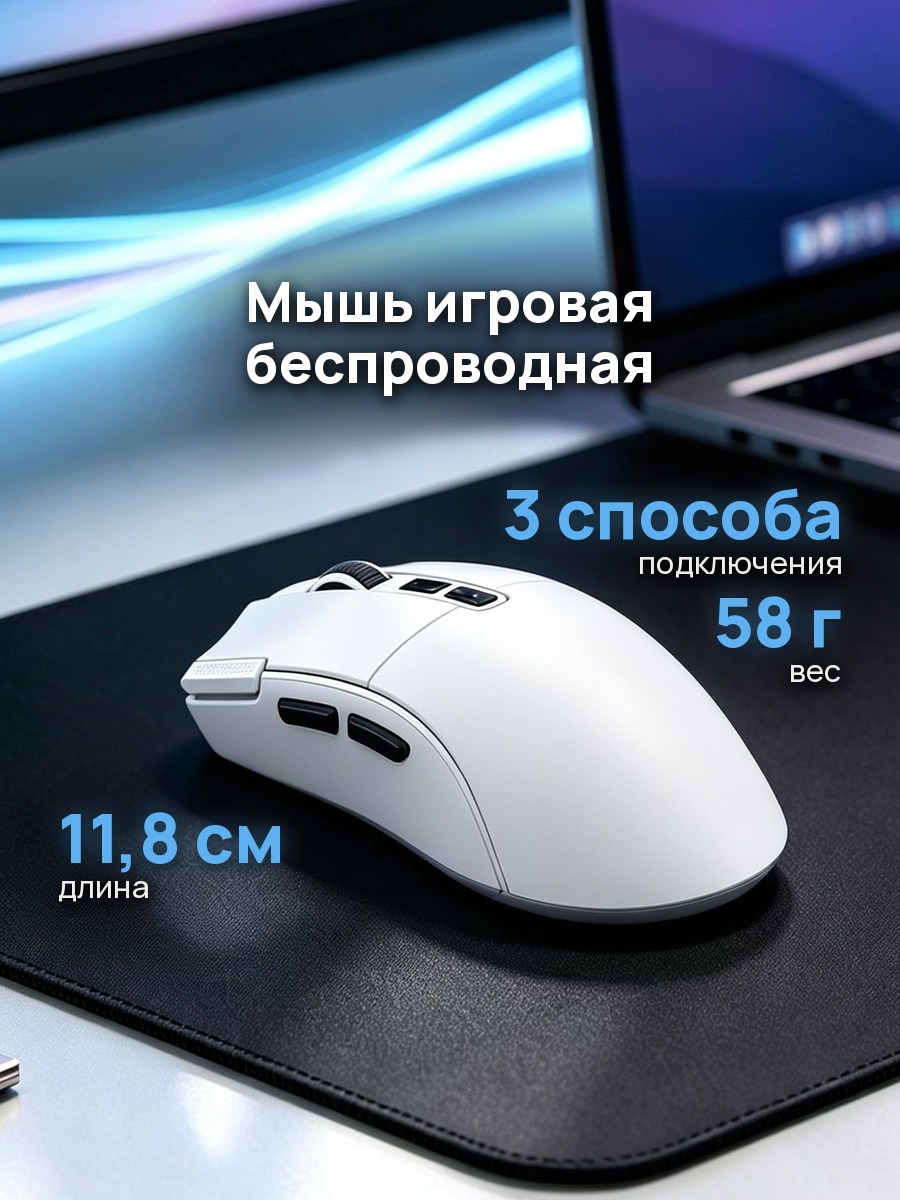 Мышь игровая
беспроводная
3 способа
подключения
58 г
вес
11,8 см
длина